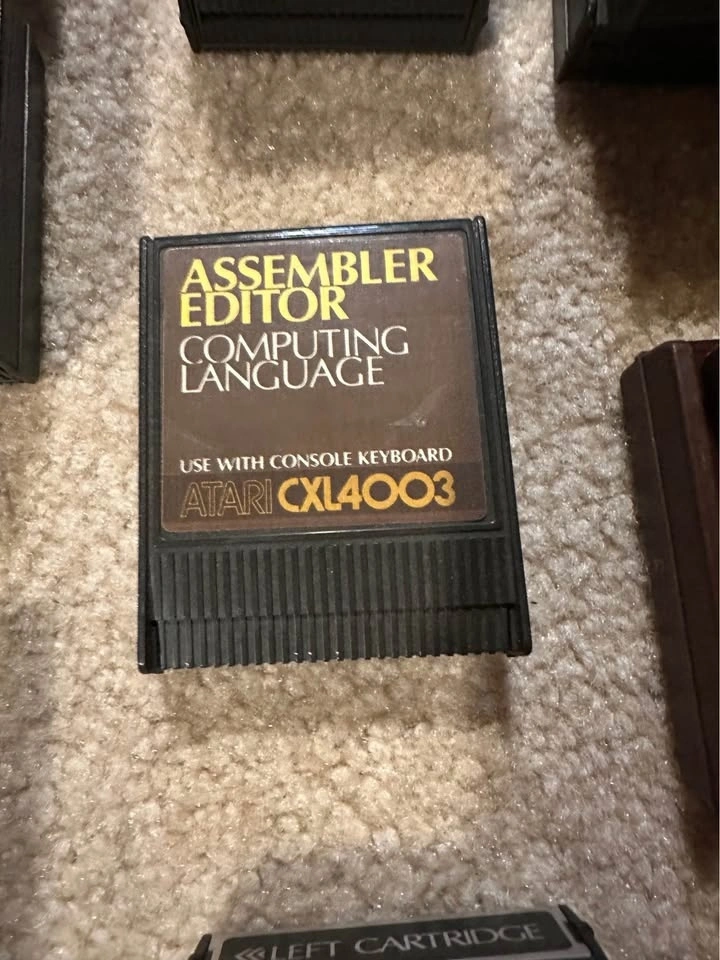 ASSEMBLER
EDITOR
COMPUTING
LANGUAGE
USE WITH CONSOLE KEYBOARD
ATARI CXL4003
≪LEFT CARTRIDGE